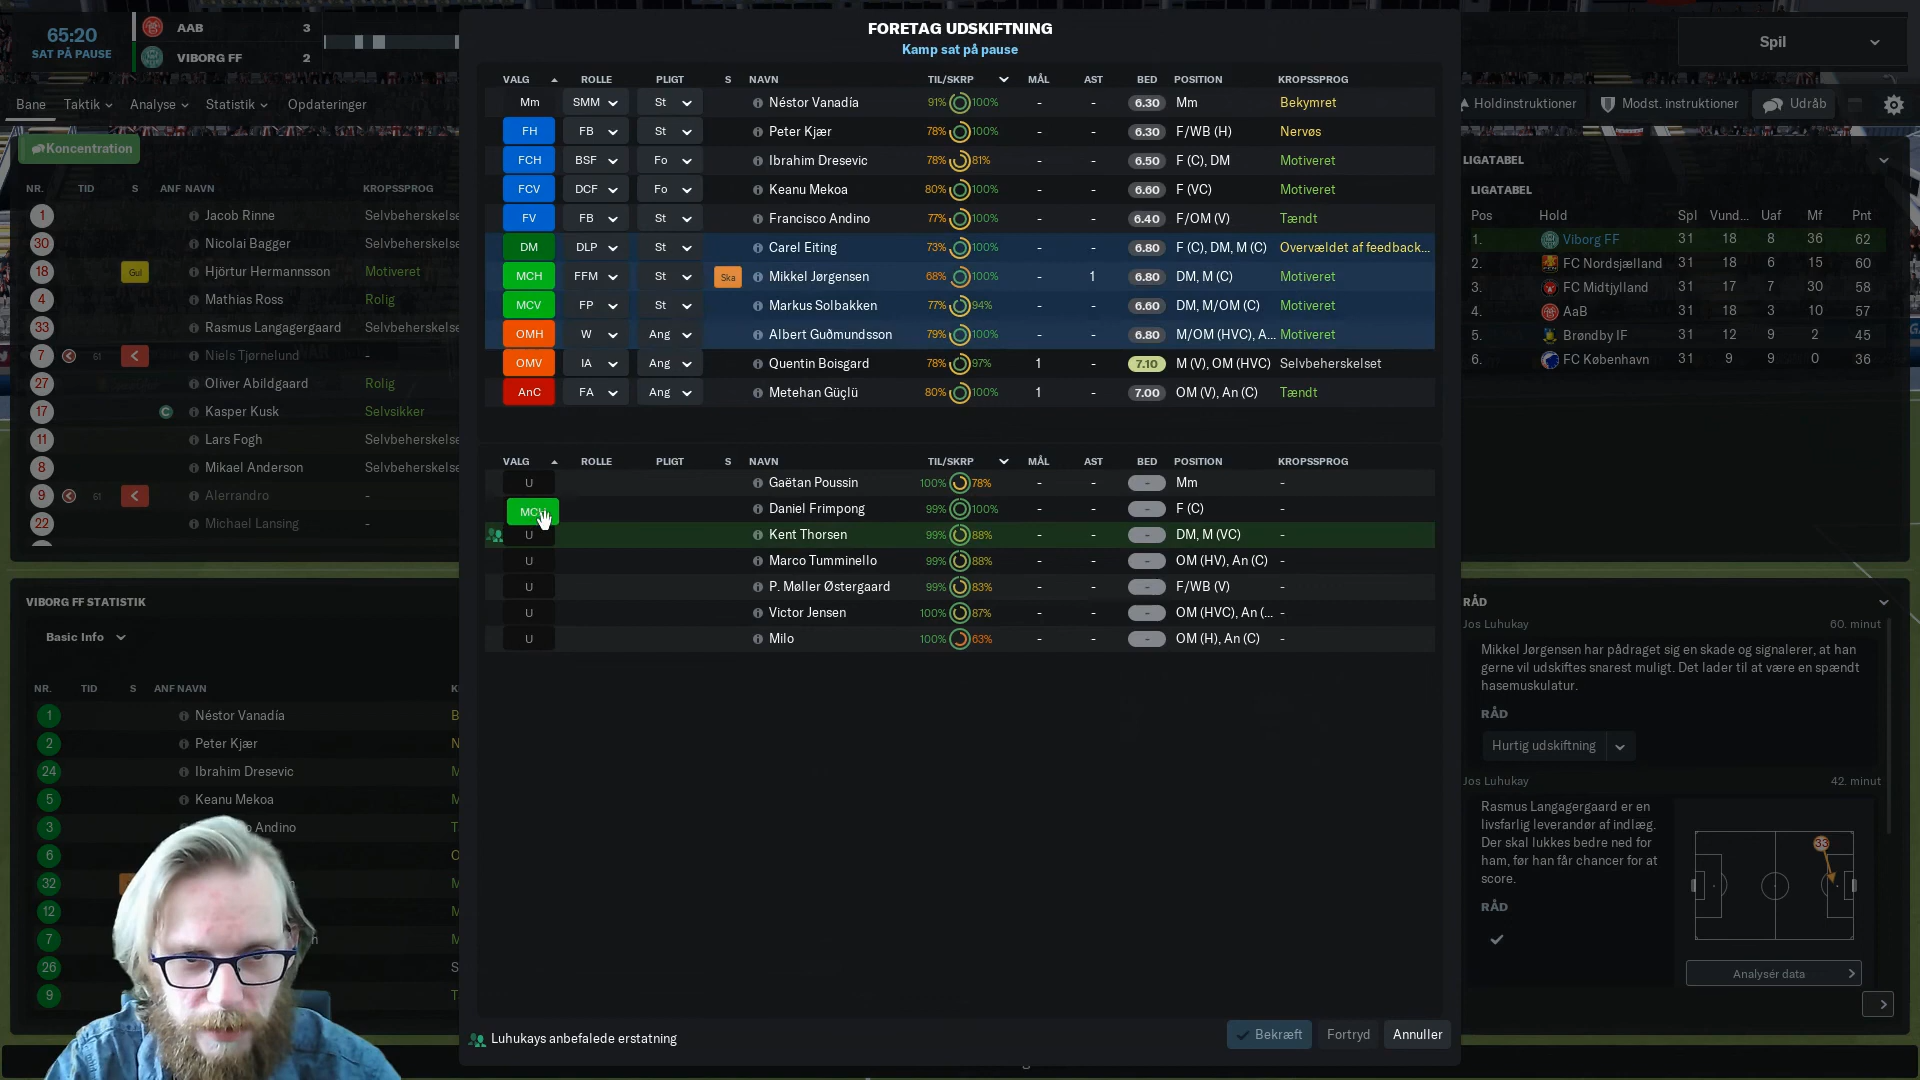 65:20
SAT PÅ PAUSE
AAB 3
VIBORG FF 2
FORETAG UDSKIFTNING
Kamp sat på pause
Spil
Bane Taktik Analyse Statistik Opdateringer
Holdinstruktioner Modst. instruktioner Udråb
Koncentration
NR. TID S ANF NAVN KROPSSPROG
1 Jacob Rinne Selvbeherskelse
30 Nicolai Bagger Selvbeherskelse
18 Gul Hjörtur Hermannsson Motiveret
4 Mathias Ross Rolig
33 Rasmus Langagergaard Selvbeherskelse
7 61 Niels Tjørnelund -
27 Oliver Abildgaard Rolig
17 C Kasper Kusk Selvsikker
11 Lars Fogh Selvbeherskelse
8 Mikael Anderson Selvbeherskelse
9 61 Alerrandro -
22 Michael Lansing -
VALG ROLLE PLIGT S NAVN TIL/SKRP MÅL AST BED POSITION KROPSSPROG
Mm SMM St Néstor Vanadía 91% 100% - - 6.30 Mm Bekymret
FH FB St Peter Kjær 78% 100% - - 6.30 F/WB (H) Nervøs
FCH BSF Fo Ibrahim Dresevic 78% 81% - - 6.50 F (C), DM Motiveret
FCV DCF Fo Keanu Mekoa 80% 100% - - 6.60 F (VC) Motiveret
FV FB St Francisco Andino 77% 100% - - 6.40 F/OM (V) Tændt
DM DLP St Carel Eiting 73% 100% - - 6.80 F (C), DM, M (C) Overvældet af feedback...
MCH FFM St Ska Mikkel Jørgensen 68% 100% - 1 6.80 DM, M (C) Motiveret
MCV FP St Markus Solbakken 77% 94% - - 6.60 DM, M/OM (C) Motiveret
OMH W Ang Albert Guðmundsson 79% 100% - - 6.80 M/OM (HVC), A... Motiveret
OMV IA Ang Quentin Boisgard 78% 97% 1 - 7.10 M (V), OM (HVC) Selvbeherskelset
AnC FA Ang Metehan Güçlü 80% 100% 1 - 7.00 OM (V), An (C) Tændt
VALG ROLLE PLIGT S NAVN TIL/SKRP MÅL AST BED POSITION KROPSSPROG
U Gaëtan Poussin 100% 78% - - - Mm -
MCH Daniel Frimpong 99% 100% - - - F (C) -
U Kent Thorsen 99% 88% - - - DM, M (VC) -
U Marco Tumminello 99% 88% - - - OM (HV), An (C) -
U P. Møller Østergaard 99% 83% - - - F/WB (V) -
U Victor Jensen 100% 87% - - - OM (HVC), An (... -
U Milo 100% 63% - - - OM (H), An (C) -
Luhukays anbefalede erstatning
Bekræft Fortryd Annuller
LIGATABEL
LIGATABEL
Pos Hold Spl Vund... Uaf Mf Pnt
1. Viborg FF 31 18 8 36 62
2. FC Nordsjælland 31 18 6 15 60
3. FC Midtjylland 31 17 7 30 58
4. AaB 31 18 3 10 57
5. Brøndby IF 31 12 9 2 45
6. FC København 31 9 9 0 36
VIBORG FF STATISTIK
Basic Info
NR. TID S ANF NAVN K
1 Néstor Vanadía B
2 Peter Kjær N
24 Ibrahim Dresevic M
5 Keanu Mekoa M
3 Andino T
6 O
32 M
12 M
7 n M
26 S
9 T
RÅD
Jos Luhukay 60. minut
Mikkel Jørgensen har pådraget sig en skade og signalerer, at han
gerne vil udskiftes snarest muligt. Det lader til at være en spændt
hasemuskulatur.
RÅD
Hurtig udskiftning
Jos Luhukay 42. minut
Rasmus Langagergaard er en
livsfarlig leverandør af indlæg.
Der skal lukkes bedre ned for
ham, før han får chancer for at
score.
33
RÅD
Analysér data